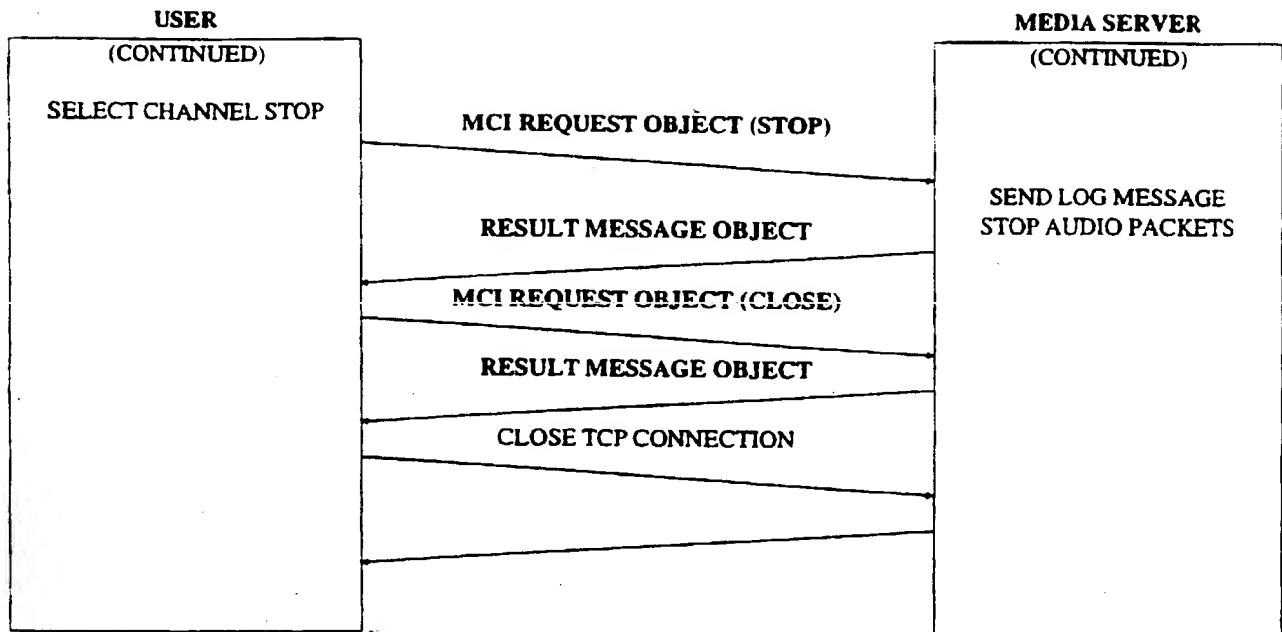 USER
(CONTINUED)
SELECT CHANNEL STOP
MEDIA SERVER
(CONTINUED)
MCI REQUEST OBJECT (STOP)
SEND LOG MESSAGE
STOP AUDIO PACKETS
RESULT MESSAGE OBJECT
MCI REQUEST OBJECT (CLOSE)
RESULT MESSAGE OBJECT
CLOSE TCP CONNECTION